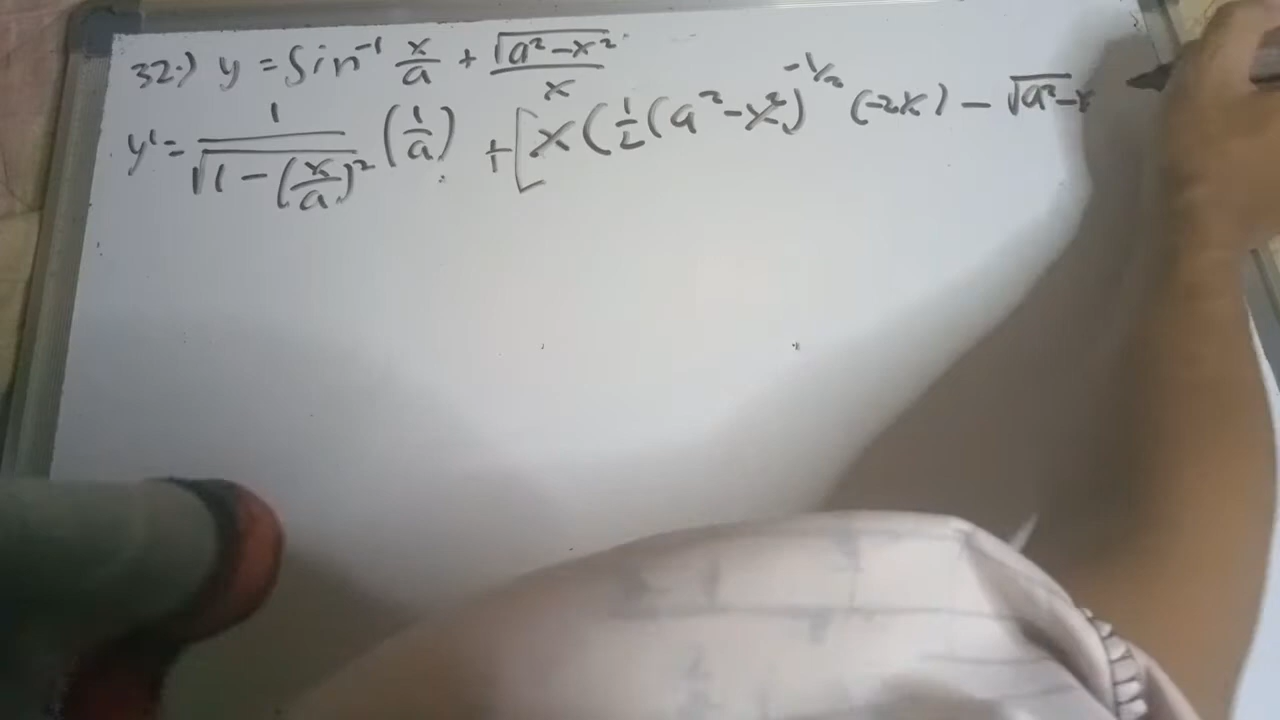 32.) y = Sin⁻¹ x/a + √(a²-x²)/x
y' = 1/√(1-(x/a)²) (1/a) + [x(1/2(a²-x²)^(-1/2) (-2x) - √(a²-x